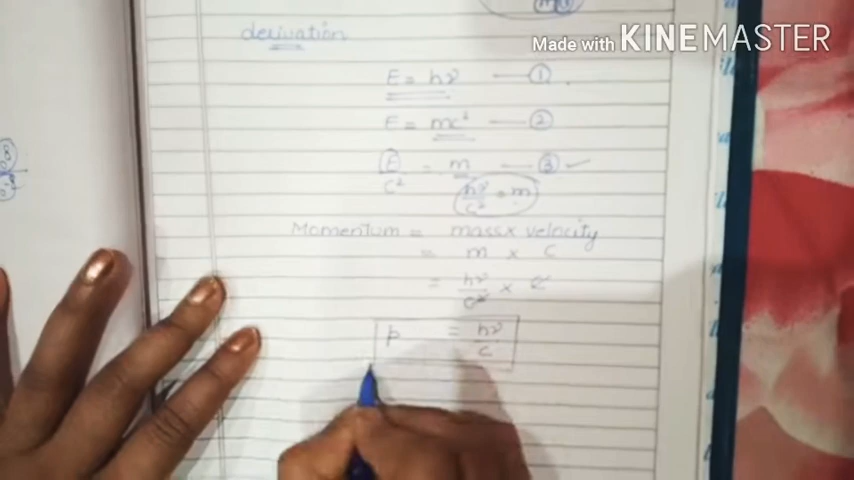 Made with KINEMASTER
derivation
E = hν —— ①
E = mc² —— ②
E/c² = m —— ③ ✓
hν/c² = m
Momentum = mass x velocity
= m x c
= hν/c² x c
p = hν/c